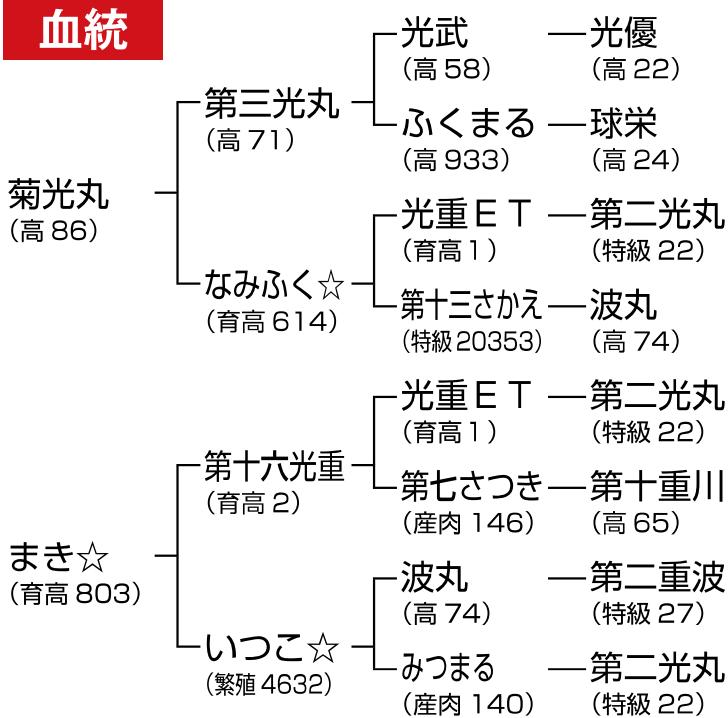 血統
菊光丸
（高 86）
第三光丸
（高 71）
光武
（高 58）
光優
（高 22）
ふくまる
（高 933）
球栄
（高 24）
なみふく☆
（育高 614）
光重ＥＴ
（育高 1）
第二光丸
（特級 22）
第十三さかえ
（特級 20353）
波丸
（高 74）
まき☆
（育高 803）
第十六光重
（育高 2）
光重ＥＴ
（育高 1）
第二光丸
（特級 22）
第七さつき
（産肉 146）
第十重川
（高 65）
いつこ☆
（繁殖 4632）
波丸
（高 74）
第二重波
（特級 27）
みつまる
（産肉 140）
第二光丸
（特級 22）